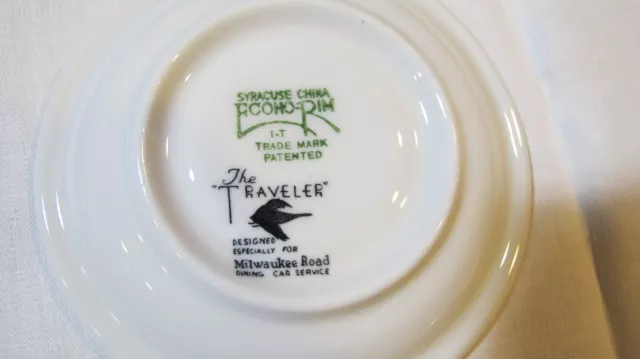 SYRACUSE CHINA
ECONO-RIM
I-T
TRADE MARK
PATENTED
The
"TRAVELER"
DESIGNED
ESPECIALLY FOR
Milwaukee Road
DINING CAR SERVICE